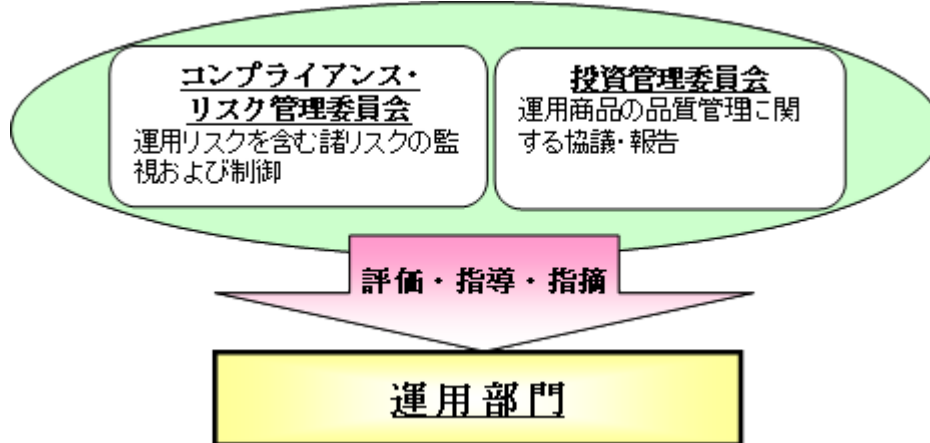 コンプライアンス・
リスク管理委員会
運用リスクを含む諸リスクの監
視および制御
投資管理委員会
運用商品の品質管理に関
する協議・報告
評価・指導・指摘
運用部門